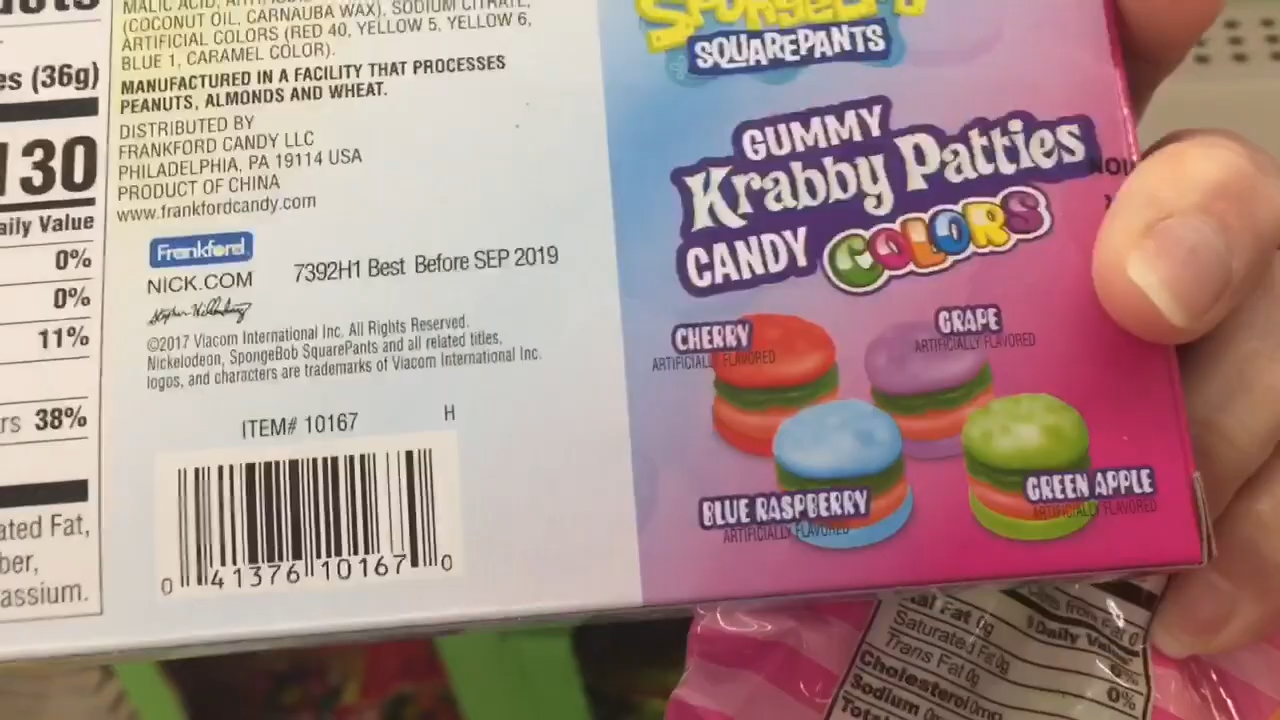 es (36g)
130
aily Value
0%
0%
11%
rs 38%
ated Fat,
ber,
assium.
MALIC ACID,
(COCONUT OIL, CARNAUBA WAX), SODIUM CITRATE,
ARTIFICIAL COLORS (RED 40, YELLOW 5, YELLOW 6,
BLUE 1, CARAMEL COLOR).
MANUFACTURED IN A FACILITY THAT PROCESSES
PEANUTS, ALMONDS AND WHEAT.
DISTRIBUTED BY
FRANKFORD CANDY LLC
PHILADELPHIA, PA 19114 USA
PRODUCT OF CHINA
www.frankfordcandy.com
Frankford
NICK.COM
7392H1 Best Before SEP 2019
Stephen Hillenburg
©2017 Viacom International Inc. All Rights Reserved.
Nickelodeon, SpongeBob SquarePants and all related titles,
logos, and characters are trademarks of Viacom International Inc.
ITEM# 10167
H
0 41376 10167 0
SPONGEBOB
SQUAREPANTS
GUMMY
Krabby Patties
CANDY COLORS
CHERRY
ARTIFICIALLY FLAVORED
GRAPE
ARTIFICIALLY FLAVORED
BLUE RASPBERRY
ARTIFICIALLY FLAVORED
GREEN APPLE
ARTIFICIALLY FLAVORED
tal Fat 0g
Saturated Fat 0g
Trans Fat 0g
Cholesterol 0mg
Sodium
% Daily Value*
0%